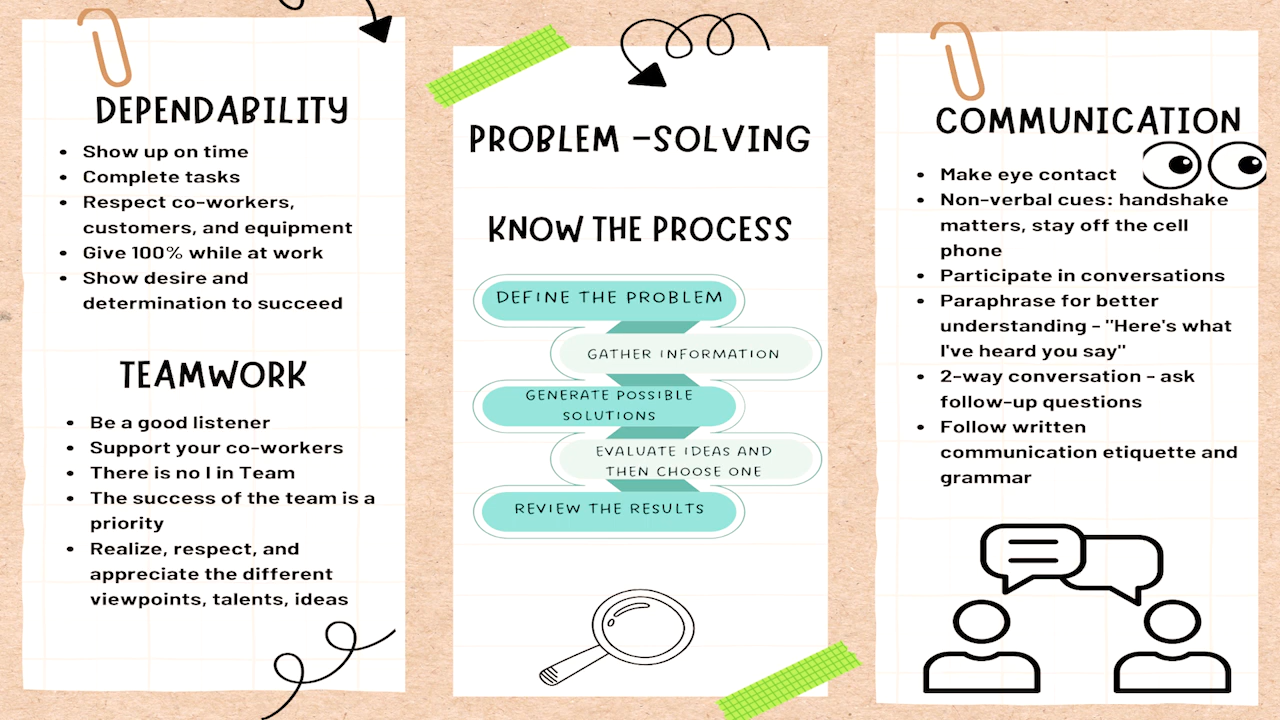 DEPENDABILITY
• Show up on time
• Complete tasks
• Respect co-workers,
customers, and equipment
• Give 100% while at work
• Show desire and
determination to succeed
TEAMWORK
• Be a good listener
• Support your co-workers
• There is no I in Team
• The success of the team is a
priority
• Realize, respect, and
appreciate the different
viewpoints, talents, ideas
PROBLEM -SOLVING
KNOW THE PROCESS
DEFINE THE PROBLEM
GATHER INFORMATION
GENERATE POSSIBLE
SOLUTIONS
EVALUATE IDEAS AND
THEN CHOOSE ONE
REVIEW THE RESULTS
COMMUNICATION
• Make eye contact
• Non-verbal cues: handshake
matters, stay off the cell
phone
• Participate in conversations
• Paraphrase for better
understanding - "Here's what
I've heard you say"
• 2-way conversation - ask
follow-up questions
• Follow written
communication etiquette and
grammar